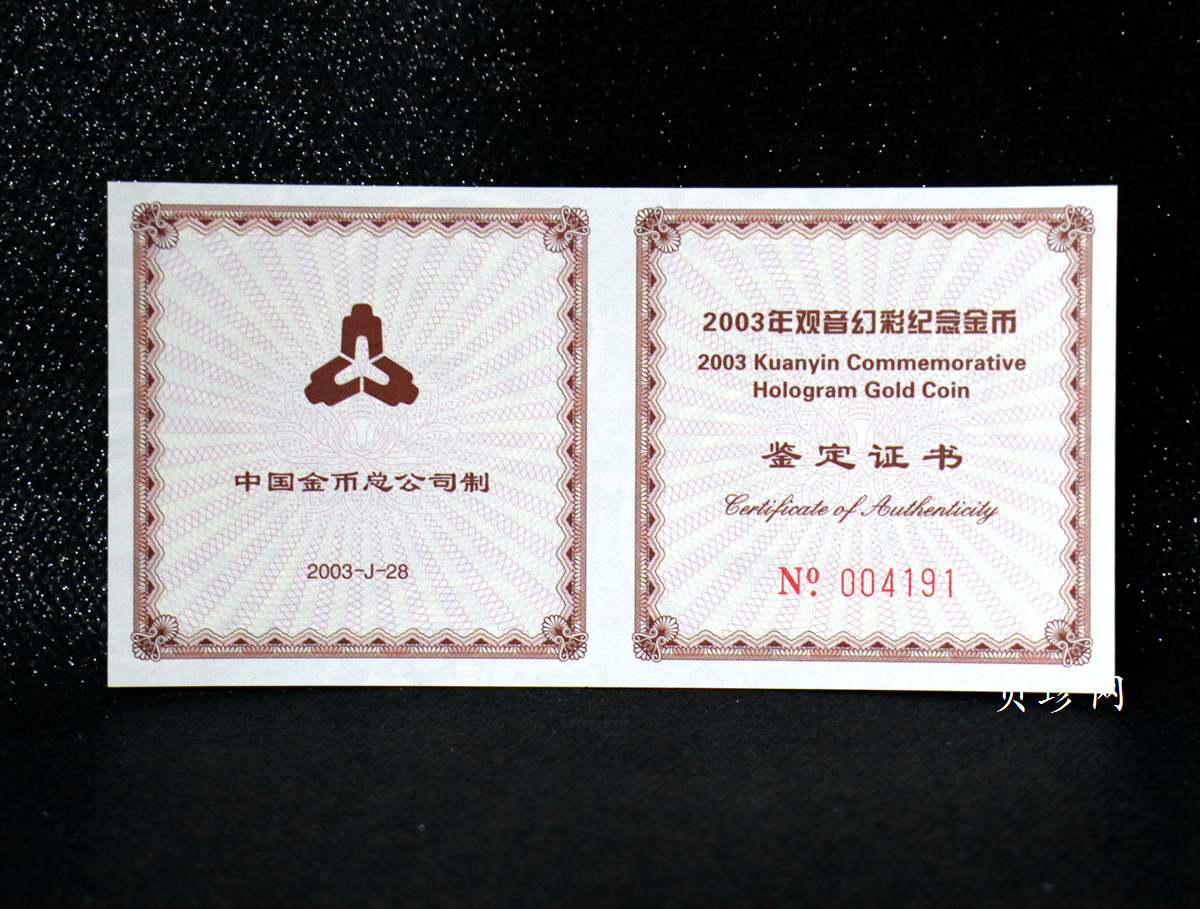 中国金币总公司制
2003-J-28
2003年观音幻彩纪念金币
2003 Kuanyin Commemorative
Hologram Gold Coin
鉴定证书
Certificate of Authenticity
Nº 004191
贝珍网